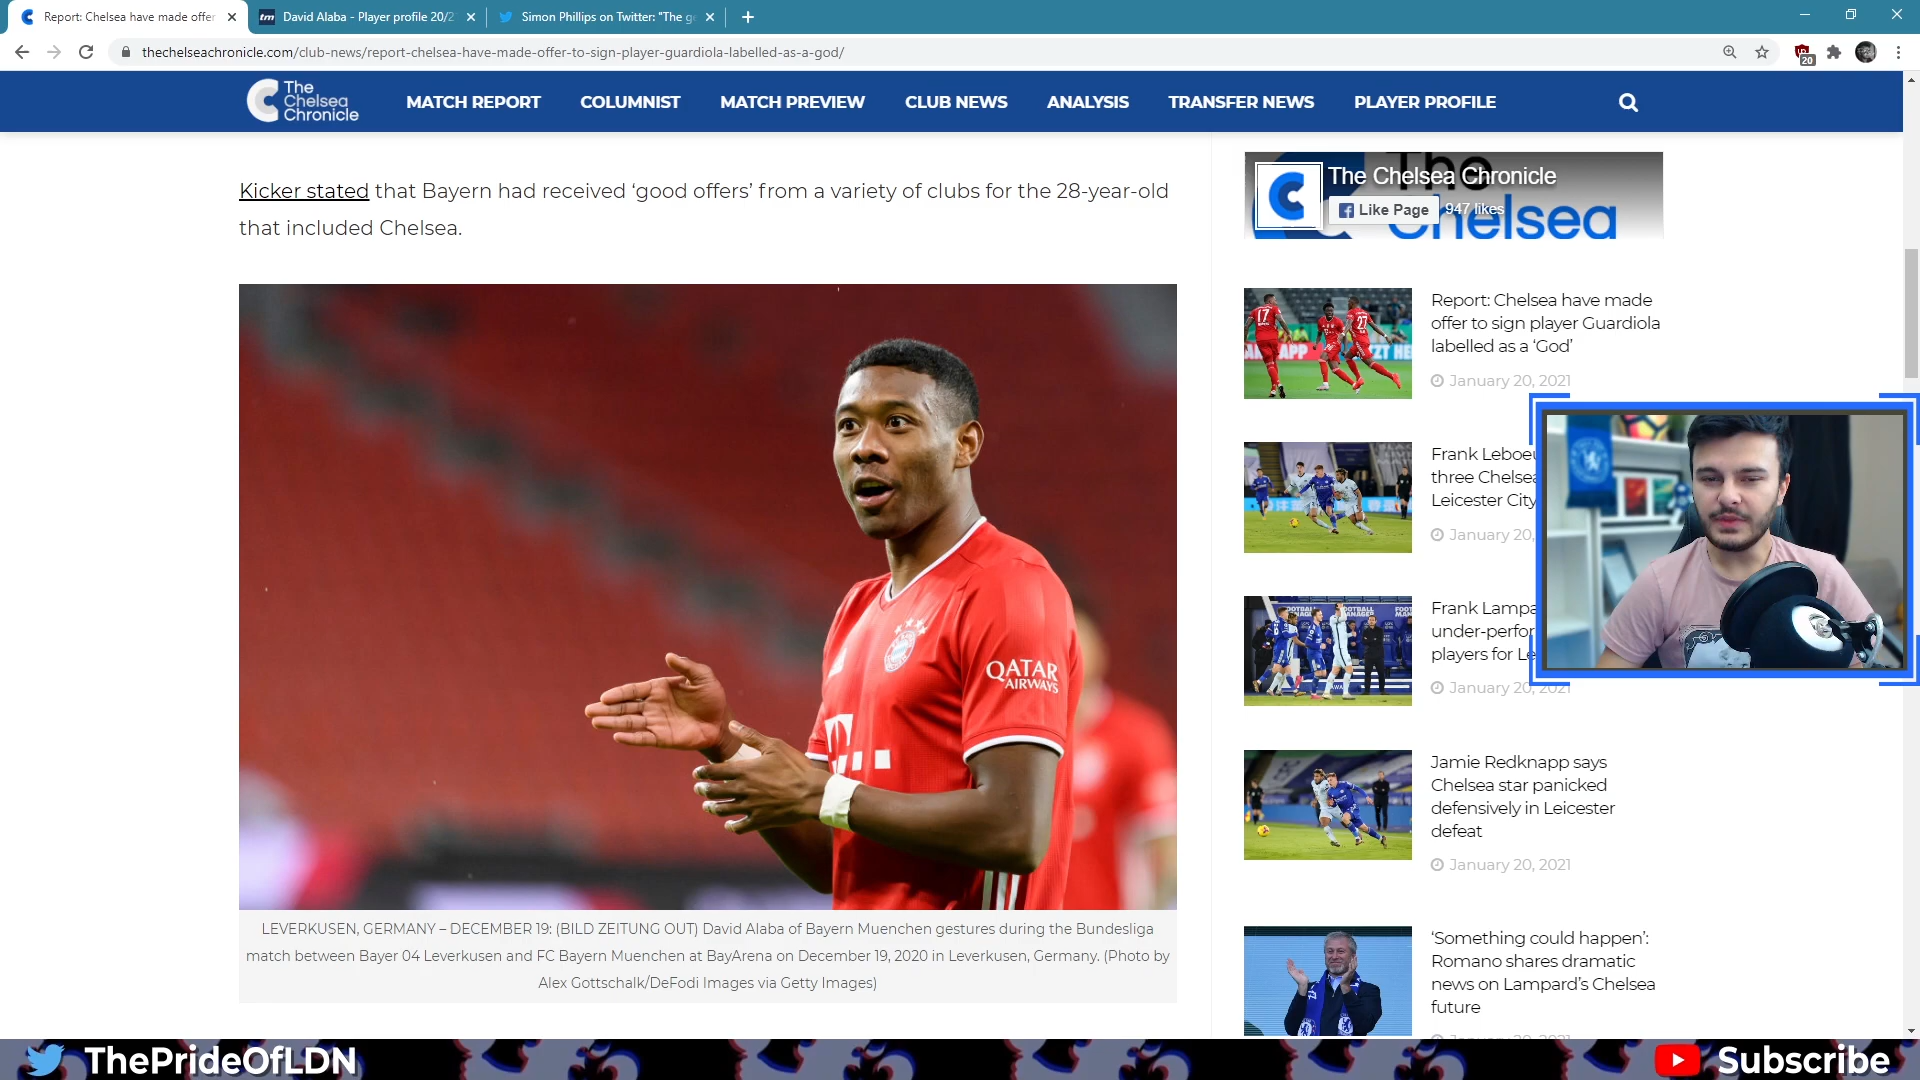 Report: Chelsea have made offer
David Alaba - Player profile 20/2
Simon Phillips on Twitter: "The g
thechelseachronicle.com/club-news/report-chelsea-have-made-offer-to-sign-player-guardiola-labelled-as-a-god/
20
The
Chelsea
Chronicle
MATCH REPORT
COLUMNIST
MATCH PREVIEW
CLUB NEWS
ANALYSIS
TRANSFER NEWS
PLAYER PROFILE
Kicker stated that Bayern had received ‘good offers’ from a variety of clubs for the 28-year-old
that included Chelsea.
QATAR
AIRWAYS
LEVERKUSEN, GERMANY – DECEMBER 19: (BILD ZEITUNG OUT) David Alaba of Bayern Muenchen gestures during the Bundesliga
match between Bayer 04 Leverkusen and FC Bayern Muenchen at BayArena on December 19, 2020 in Leverkusen, Germany. (Photo by
Alex Gottschalk/DeFodi Images via Getty Images)
The Chelsea Chronicle
Like Page
947 likes
The
Chelsea
Report: Chelsea have made
offer to sign player Guardiola
labelled as a ‘God’
January 20, 2021
Frank Leboeu
three Chelsea
Leicester City
January 20,
Frank Lampa
under-perfor
players for Le
January 20, 2021
Jamie Redknapp says
Chelsea star panicked
defensively in Leicester
defeat
January 20, 2021
‘Something could happen’:
Romano shares dramatic
news on Lampard’s Chelsea
future
January 20, 2021
ThePrideOfLDN
Subscribe